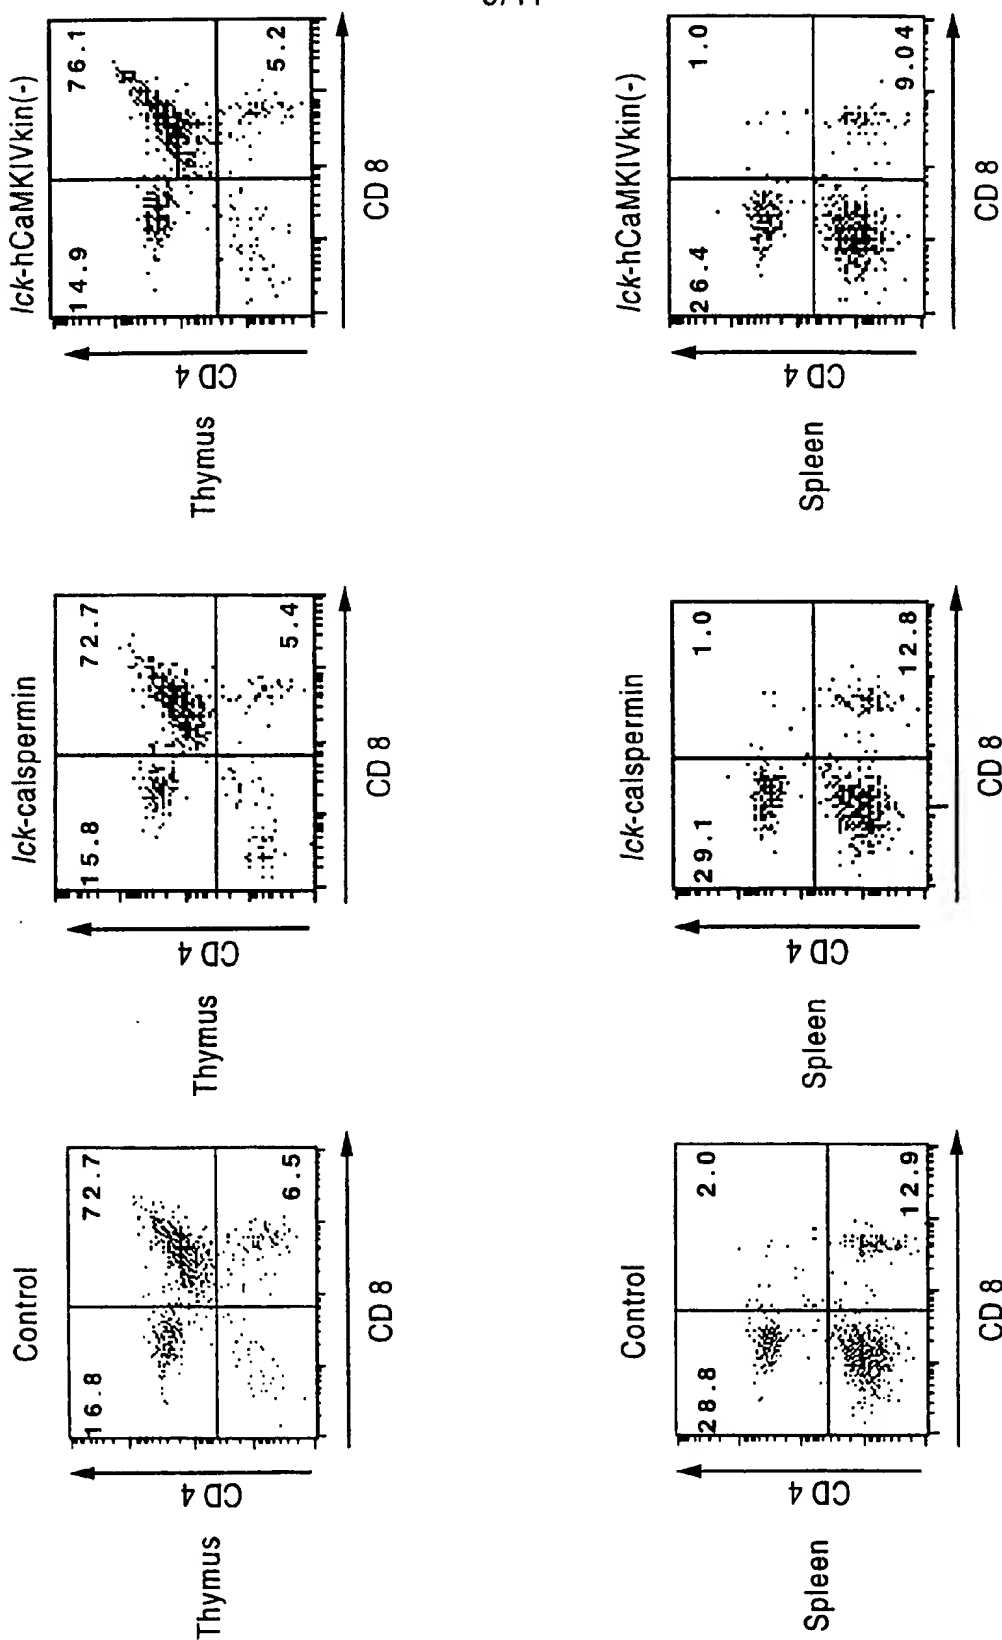 Control
16.8 72.7
6.5
CD 4
CD 8
Thymus
lck-calspermin
15.8 72.7
5.4
CD 4
CD 8
Thymus
lck-hCaMKIVkin(-)
14.9 76.1
5.2
CD 4
CD 8
Thymus
Control
28.8 2.0
12.9
CD 4
CD 8
Spleen
lck-calspermin
29.1 1.0
12.8
CD 4
CD 8
Spleen
lck-hCaMKIVkin(-)
26.4 1.0
9.04
CD 4
CD 8
Spleen